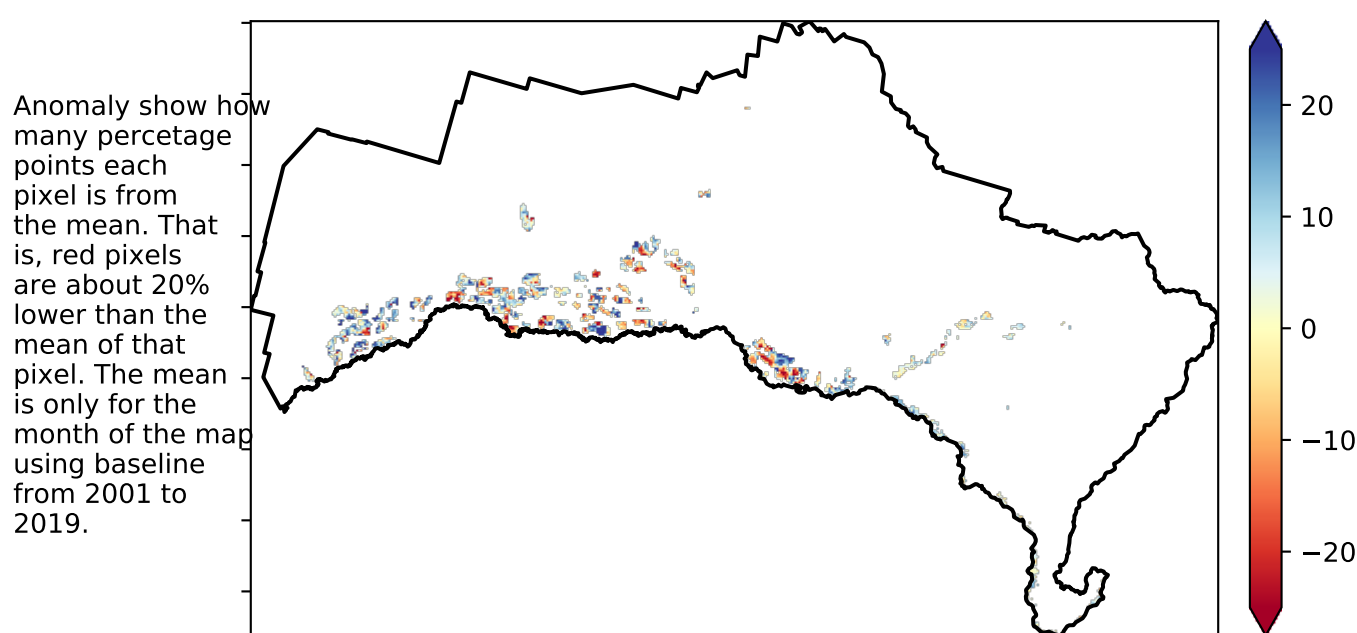 Anomaly show how
many percetage
points each
pixel is from
the mean. That
is, red pixels
are about 20%
lower than the
mean of that
pixel. The mean
is only for the
month of the map
using baseline
from 2001 to
2019.
20
10
0
−10
−20